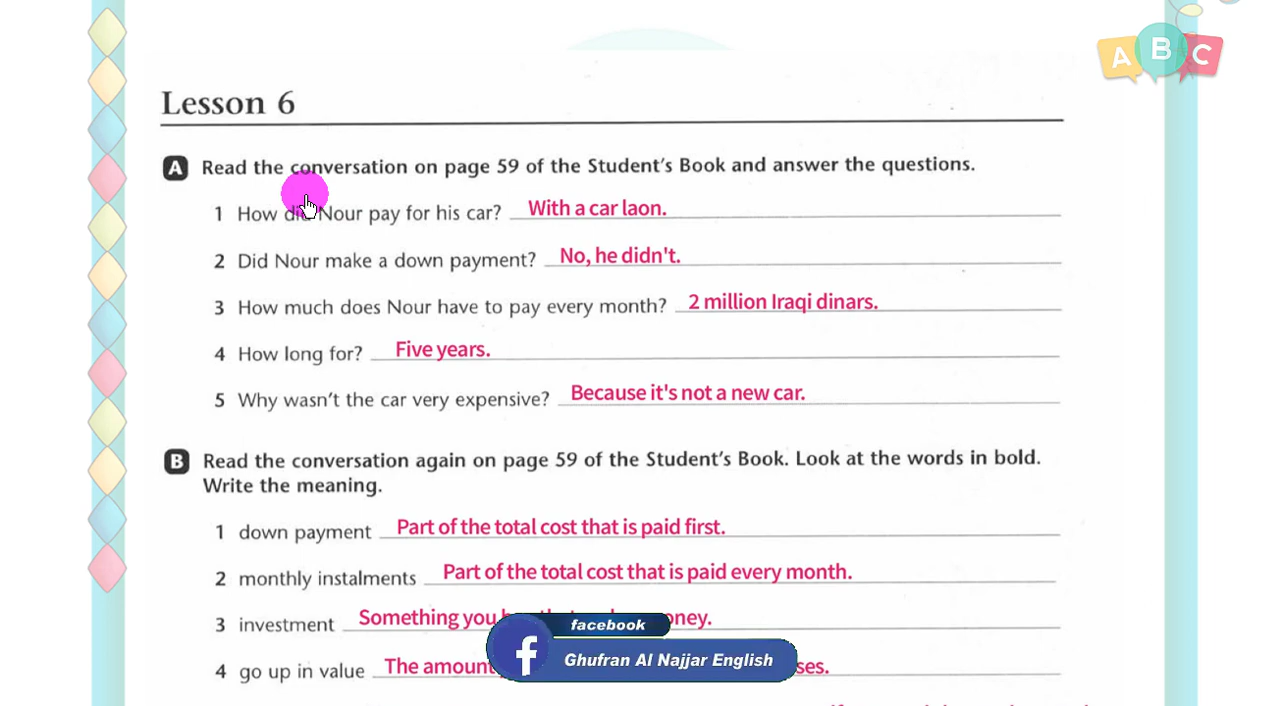 A B C
Lesson 6
A Read the conversation on page 59 of the Student's Book and answer the questions.
1 How did Nour pay for his car? With a car laon.
2 Did Nour make a down payment? No, he didn't.
3 How much does Nour have to pay every month? 2 million Iraqi dinars.
4 How long for? Five years.
5 Why wasn't the car very expensive? Because it's not a new car.
B Read the conversation again on page 59 of the Student's Book. Look at the words in bold.
Write the meaning.
1 down payment Part of the total cost that is paid first.
2 monthly instalments Part of the total cost that is paid every month.
3 investment Something you
facebook
4 go up in value The amount
Ghufran Al Najjar English